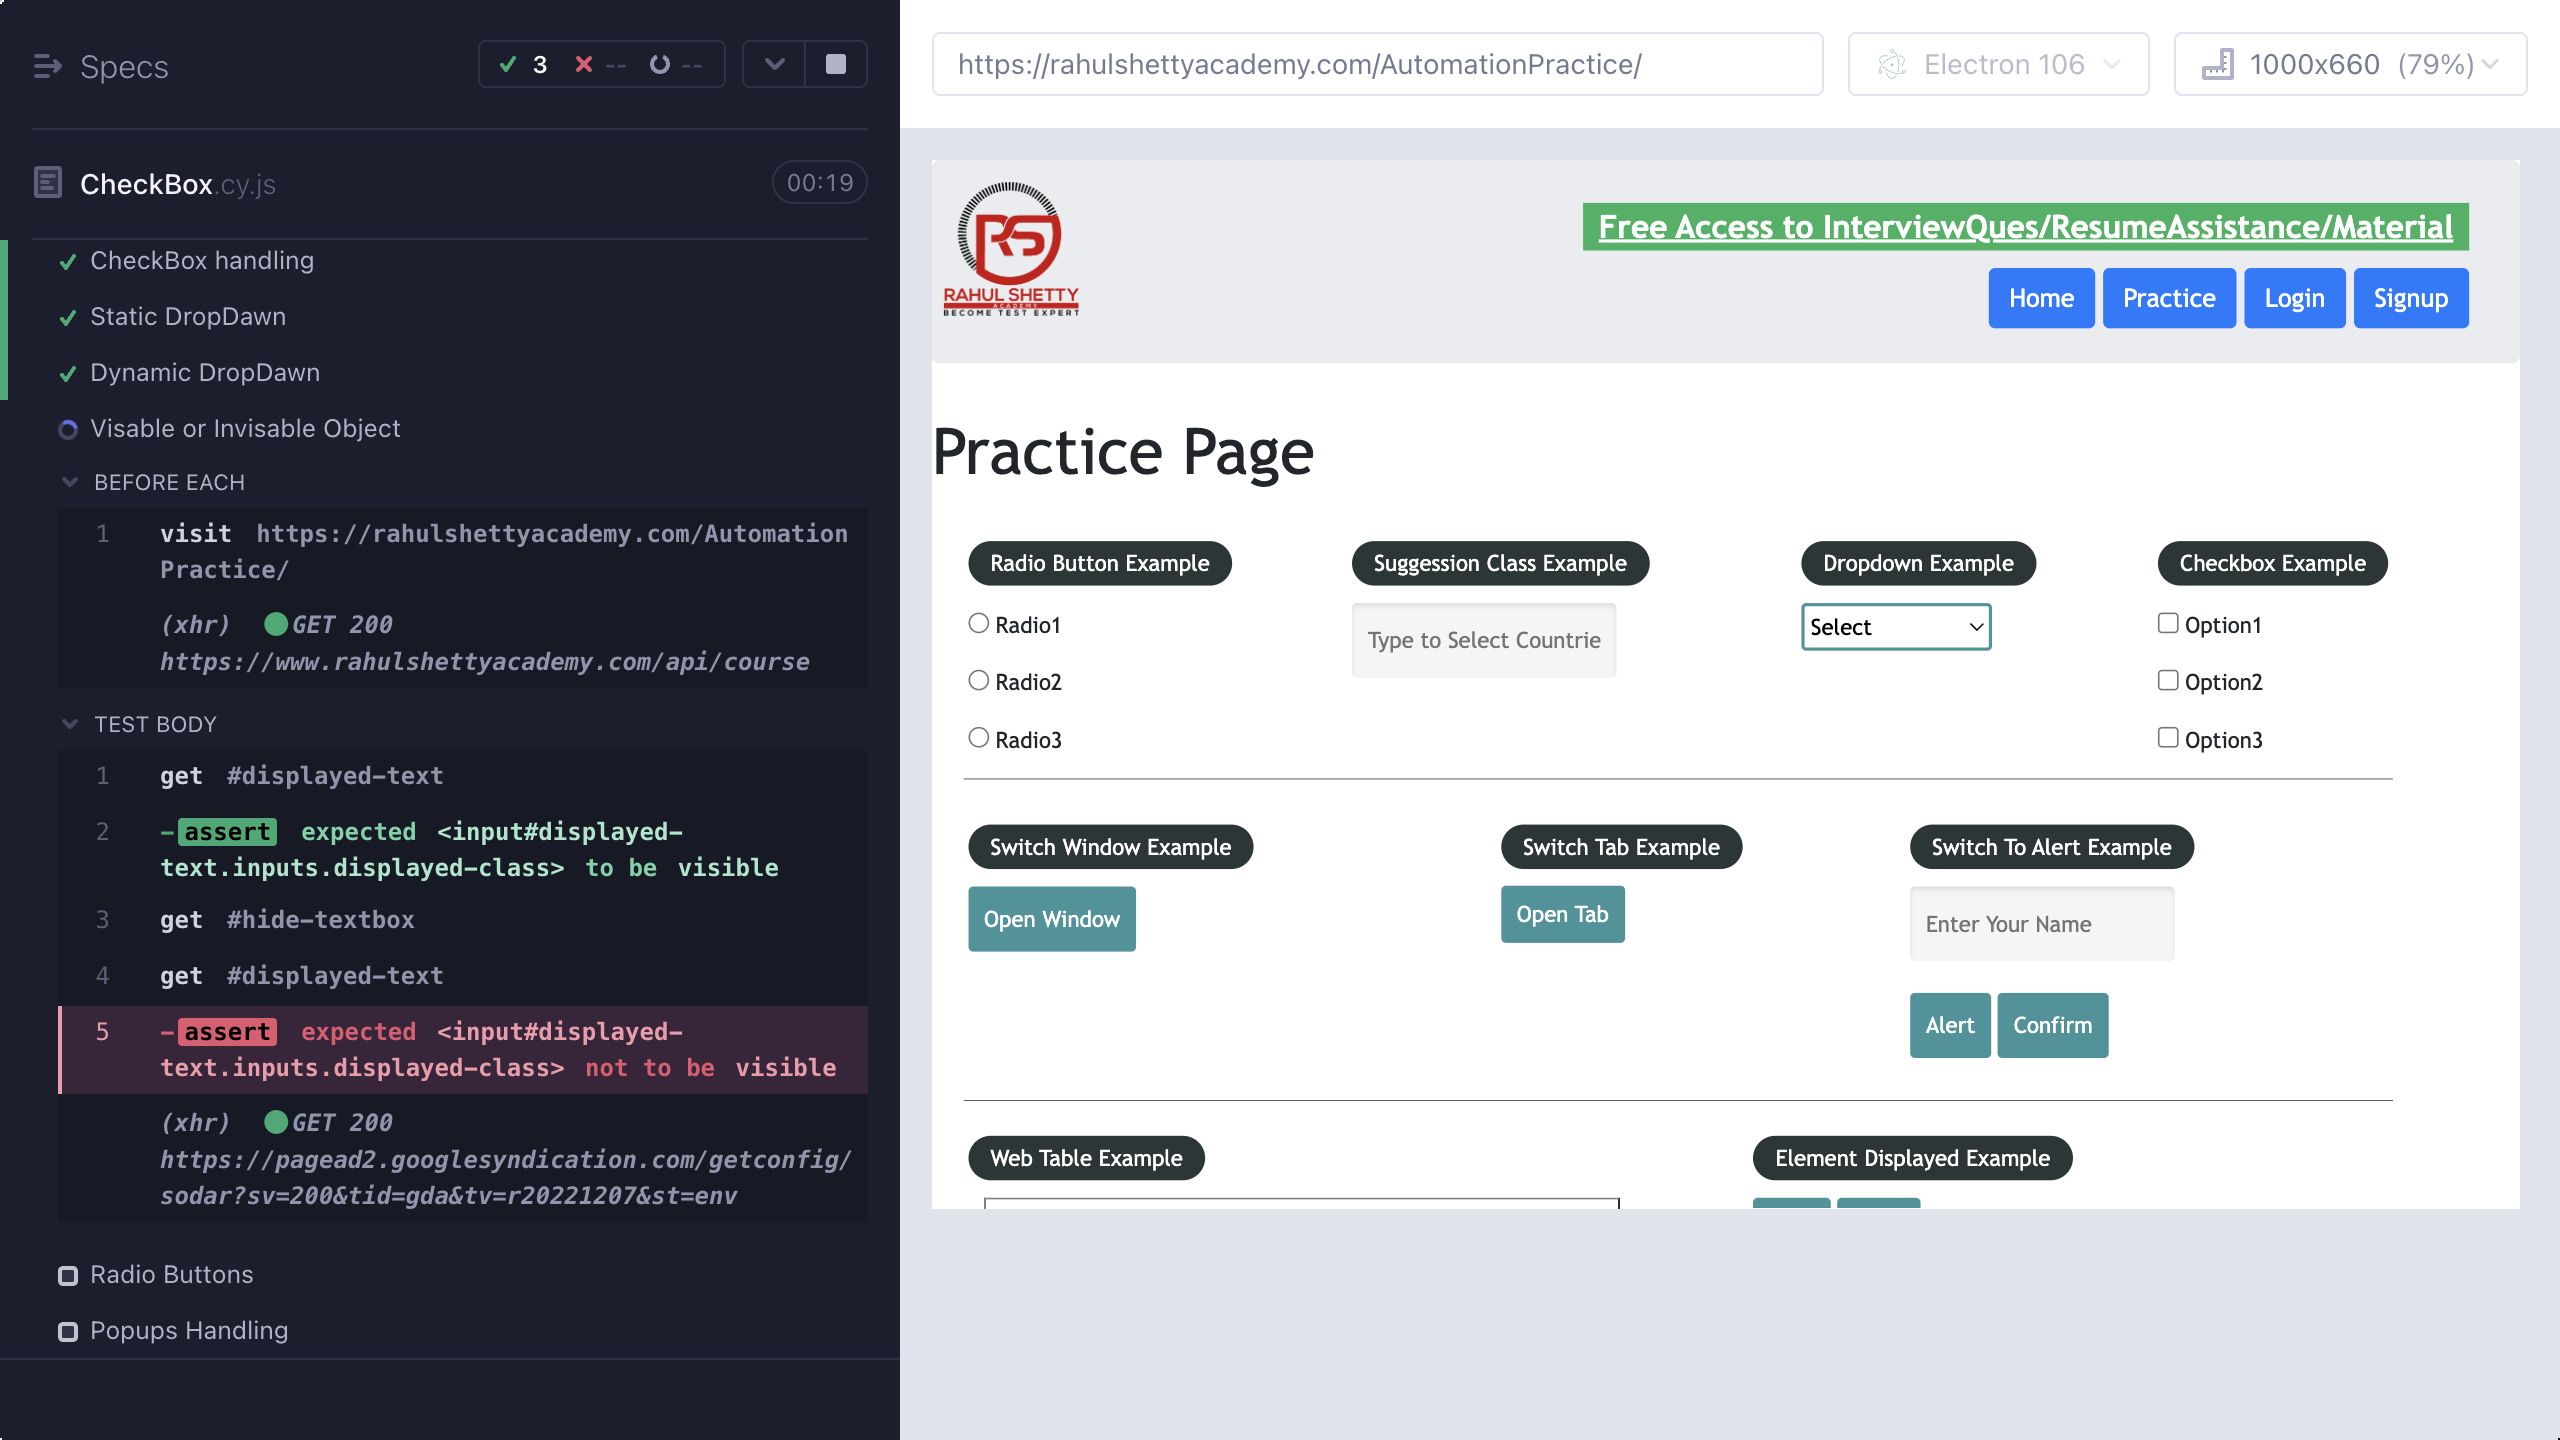 Specs
3 -- --
CheckBox.cy.js 00:19
CheckBox handling
Static DropDawn
Dynamic DropDawn
Visable or Invisable Object
BEFORE EACH
1 visit https://rahulshettyacademy.com/Automation
Practice/
(xhr) GET 200
https://www.rahulshettyacademy.com/api/course
TEST BODY
1 get #displayed-text
2 -assert expected <input#displayed-
text.inputs.displayed-class> to be visible
3 get #hide-textbox
4 get #displayed-text
5 -assert expected <input#displayed-
text.inputs.displayed-class> not to be visible
(xhr) GET 200
https://pagead2.googlesyndication.com/getconfig/
sodar?sv=200&tid=gda&tv=r20221207&st=env
Radio Buttons
Popups Handling
https://rahulshettyacademy.com/AutomationPractice/ Electron 106 1000x660 (79%)
RS
RAHUL SHETTY
ACADEMY
BECOME TEST EXPERT
Free Access to InterviewQues/ResumeAssistance/Material
Home Practice Login Signup
Practice Page
Radio Button Example Suggession Class Example Dropdown Example Checkbox Example
Radio1 Type to Select Countrie Select Option1
Radio2 Option2
Radio3 Option3
Switch Window Example Switch Tab Example Switch To Alert Example
Open Window Open Tab Enter Your Name
Alert Confirm
Web Table Example Element Displayed Example